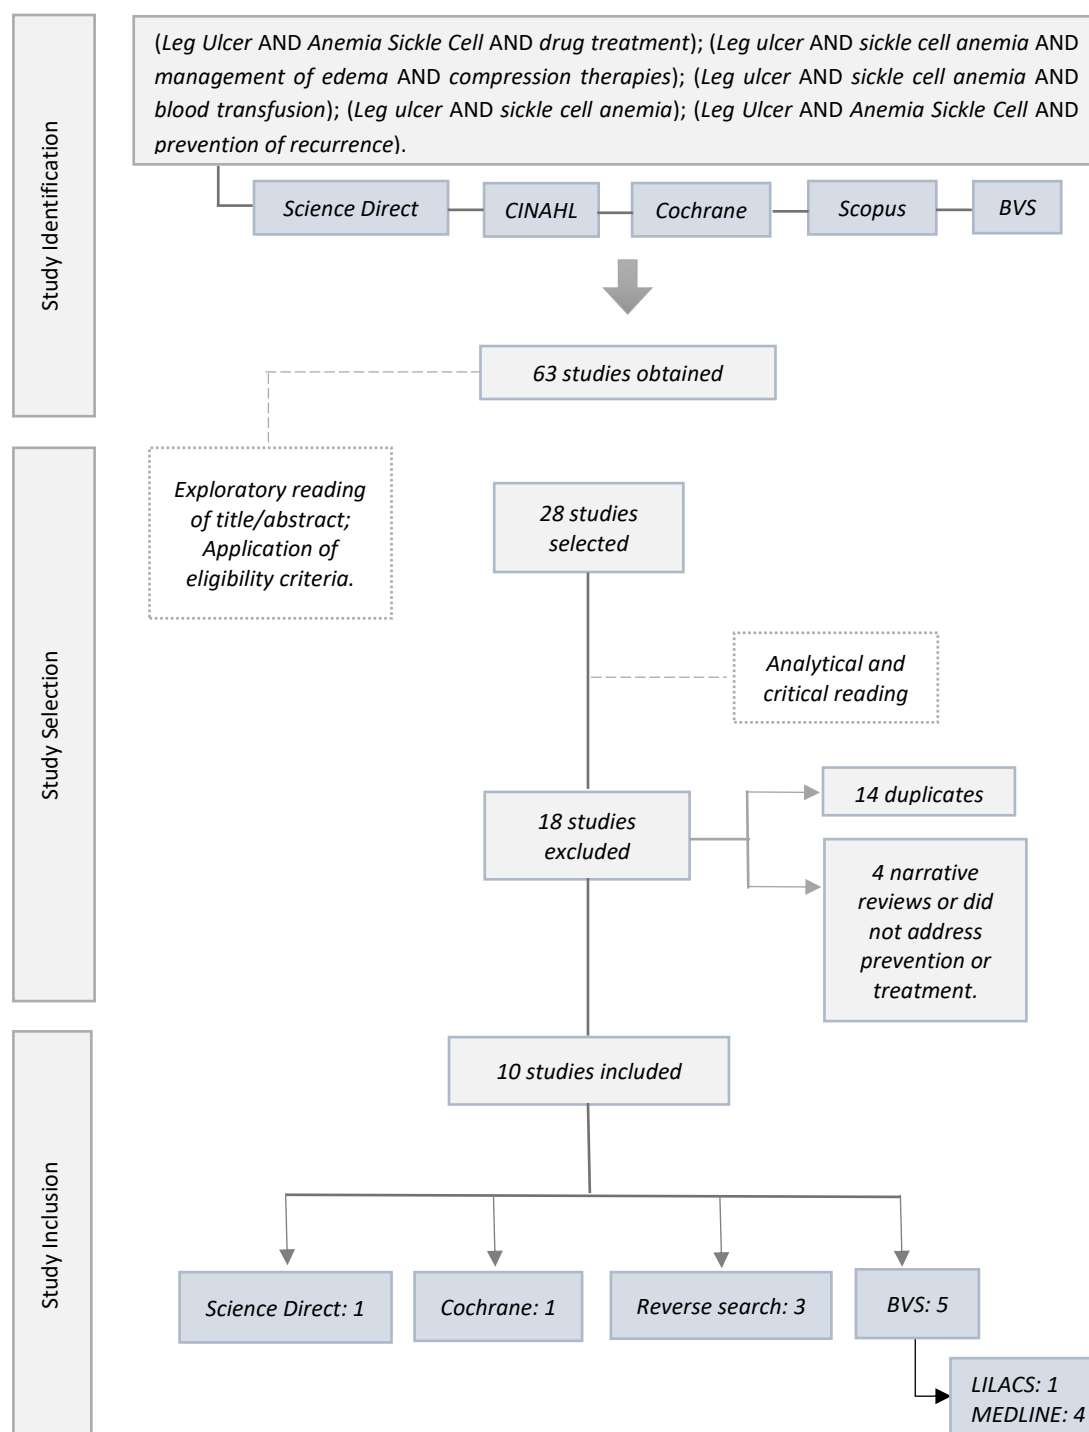 (Leg Ulcer AND Anemia Sickle Cell AND drug treatment); (Leg ulcer AND sickle cell anemia AND
management of edema AND compression therapies); (Leg ulcer AND sickle cell anemia AND
blood transfusion); (Leg ulcer AND sickle cell anemia); (Leg Ulcer AND Anemia Sickle Cell AND
prevention of recurrence).
Study Identification
Science Direct
CINAHL
Cochrane
Scopus
BVS
63 studies obtained
Study Selection
Exploratory reading
of title/abstract;
Application of
eligibility criteria.
28 studies
selected
Analytical and
critical reading
18 studies
excluded
14 duplicates
4 narrative
reviews or did
not address
prevention or
treatment.
Study Inclusion
10 studies included
Science Direct: 1
Cochrane: 1
Reverse search: 3
BVS: 5
LILACS: 1
MEDLINE: 4